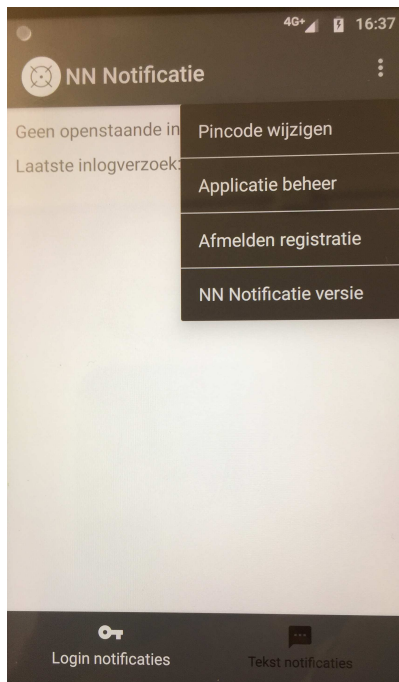 4G+ 16:37
NN Notificatie
Geen openstaande in
Laatste inlogverzoek:
Pincode wijzigen
Applicatie beheer
Afmelden registratie
NN Notificatie versie
Login notificaties
Tekst notificaties